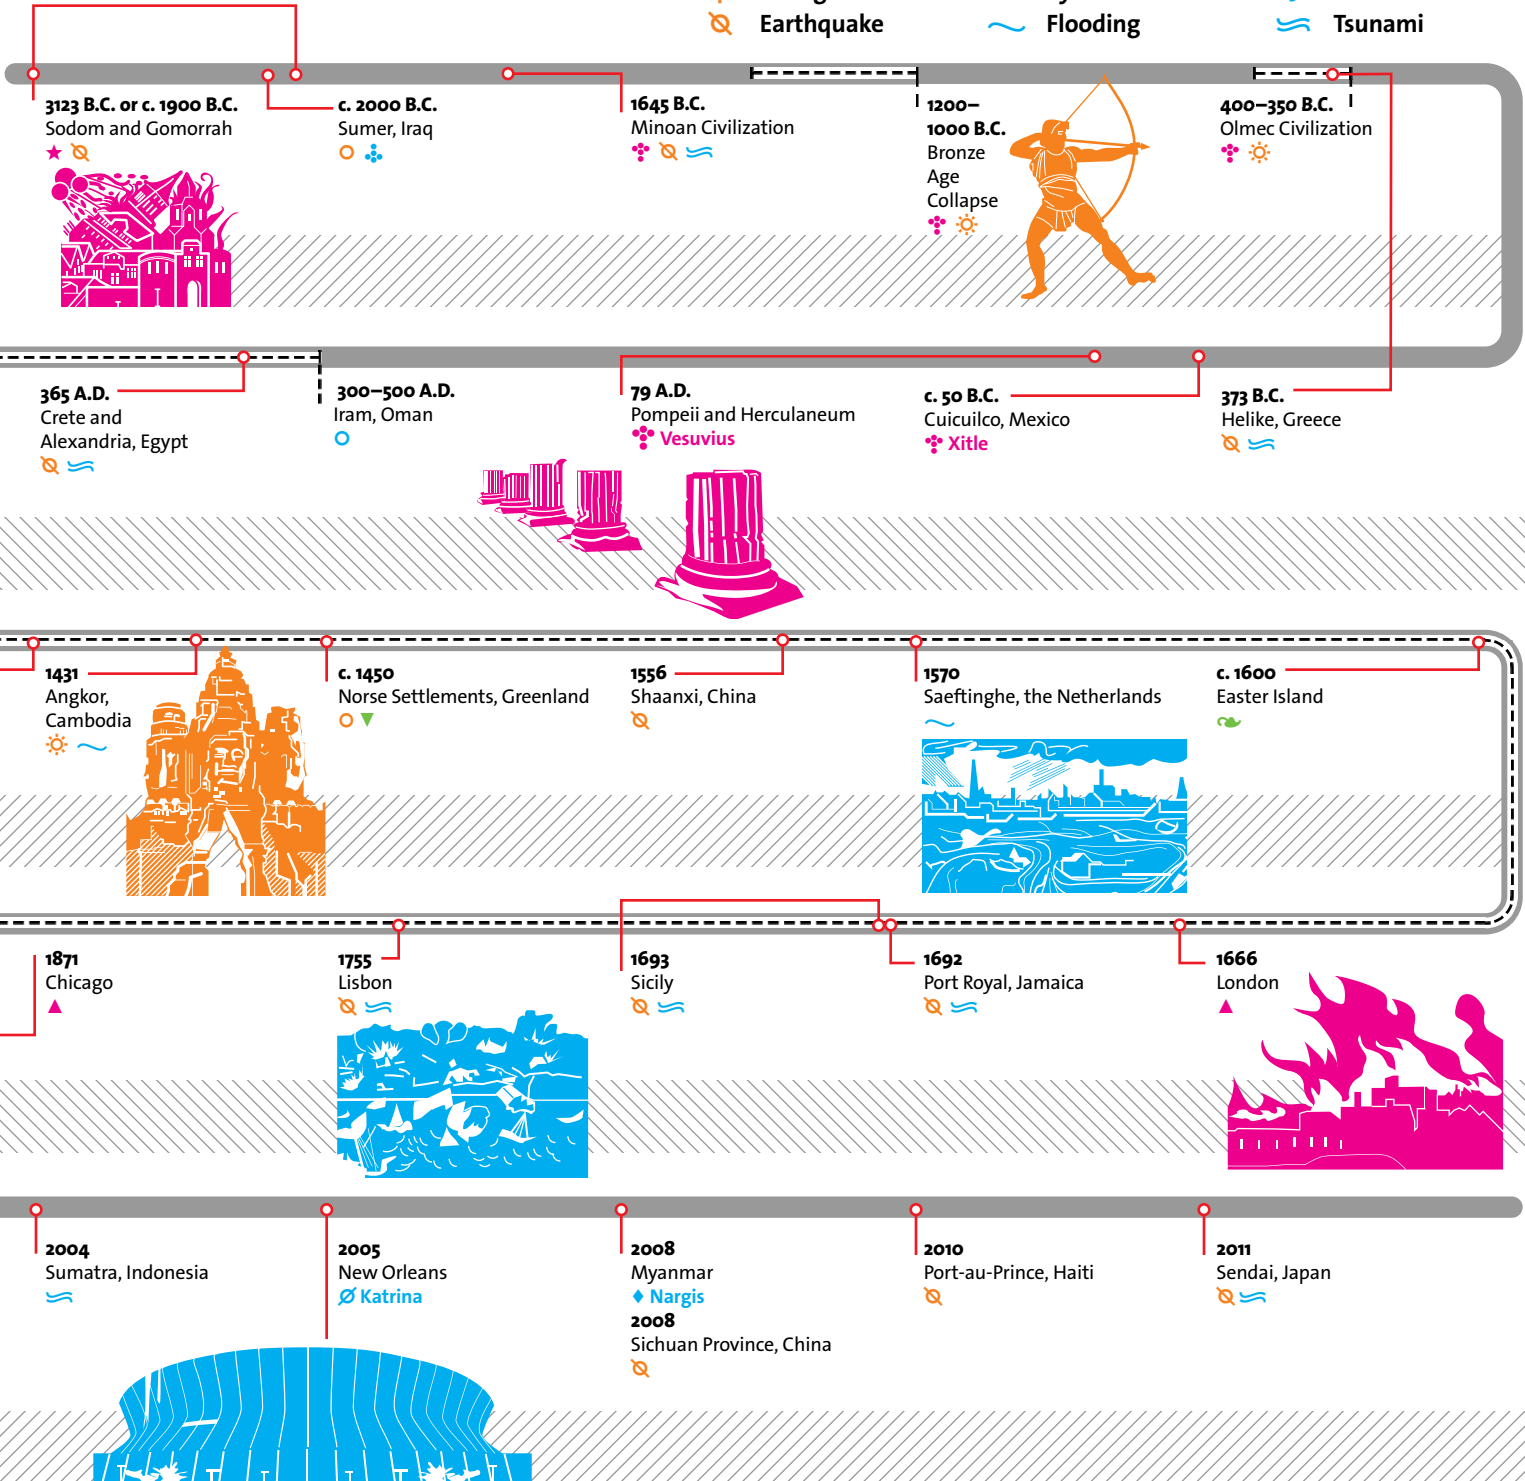 Earthquake
Flooding
Tsunami
3123 B.C. or c. 1900 B.C.
Sodom and Gomorrah
c. 2000 B.C.
Sumer, Iraq
1645 B.C.
Minoan Civilization
1200–
1000 B.C.
Bronze
Age
Collapse
400–350 B.C.
Olmec Civilization
365 A.D.
Crete and
Alexandria, Egypt
300–500 A.D.
Iram, Oman
79 A.D.
Pompeii and Herculaneum
Vesuvius
c. 50 B.C.
Cuicuilco, Mexico
Xitle
373 B.C.
Helike, Greece
1431
Angkor,
Cambodia
c. 1450
Norse Settlements, Greenland
1556
Shaanxi, China
1570
Saeftinghe, the Netherlands
c. 1600
Easter Island
1871
Chicago
1755
Lisbon
1693
Sicily
1692
Port Royal, Jamaica
1666
London
2004
Sumatra, Indonesia
2005
New Orleans
Katrina
2008
Myanmar
Nargis
2008
Sichuan Province, China
2010
Port-au-Prince, Haiti
2011
Sendai, Japan